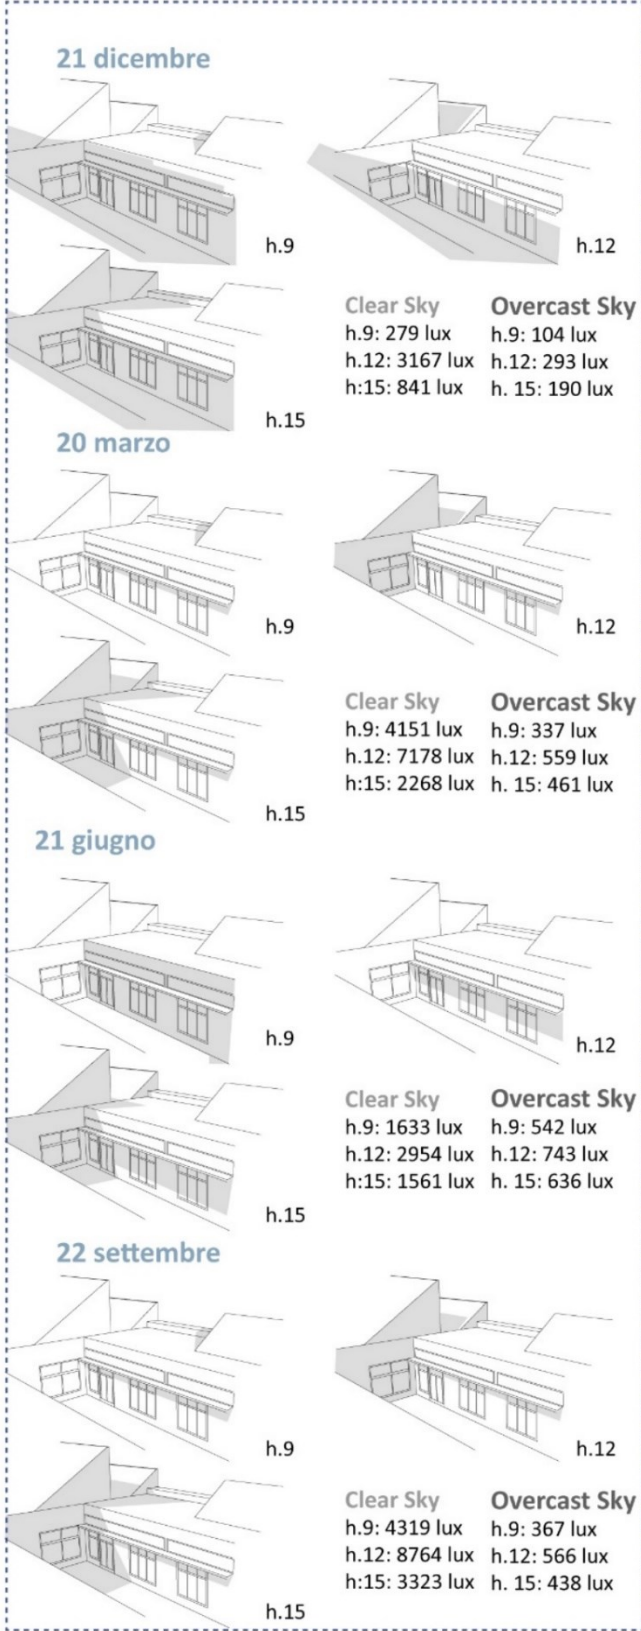 21 dicembre
h.9
h.12
h.15
Clear Sky
h.9: 279 lux
h.12: 3167 lux
h:15: 841 lux
Overcast Sky
h.9: 104 lux
h.12: 293 lux
h. 15: 190 lux
20 marzo
h.9
h.12
h.15
Clear Sky
h.9: 4151 lux
h.12: 7178 lux
h:15: 2268 lux
Overcast Sky
h.9: 337 lux
h.12: 559 lux
h. 15: 461 lux
21 giugno
h.9
h.12
h.15
Clear Sky
h.9: 1633 lux
h.12: 2954 lux
h:15: 1561 lux
Overcast Sky
h.9: 542 lux
h.12: 743 lux
h. 15: 636 lux
22 settembre
h.9
h.12
h.15
Clear Sky
h.9: 4319 lux
h.12: 8764 lux
h:15: 3323 lux
Overcast Sky
h.9: 367 lux
h.12: 566 lux
h. 15: 438 lux